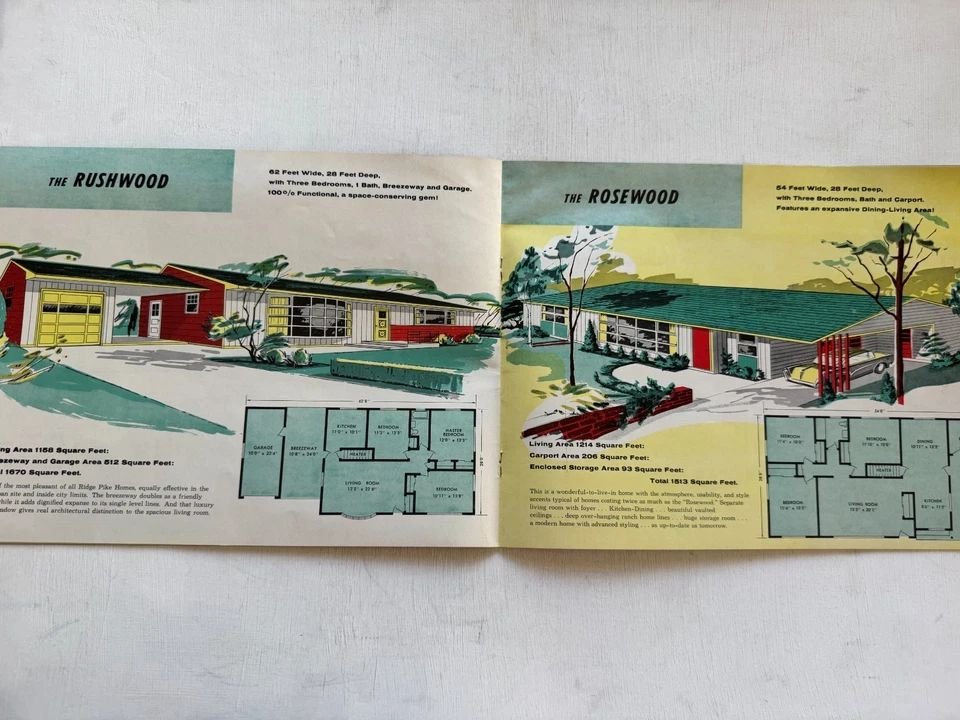 THE RUSHWOOD
62 Feet Wide, 28 Feet Deep,
with Three Bedrooms, 1 Bath, Breezeway and Garage.
100% Functional, a space-conserving gem!
ng Area 1158 Square Feet:
ezeway and Garage Area 512 Square Feet:
l 1670 Square Feet.
f the most pleasant of all Ridge Pike Homes, equally effective in the
an site and inside city limits. The breezeway doubles as a friendly
hile it adds dignified expanse to its single level lines. And that luxury
ndow gives real architectural distinction to the spacious living room.
GARAGE
BREEZEWAY
KITCHEN
BEDROOM
MASTER
BEDROOM
HEATER
LIVING ROOM
BEDROOM
THE ROSEWOOD
54 Feet Wide, 28 Feet Deep,
with Three Bedrooms, Bath and Carport.
Features an expansive Dining-Living Area!
Living Area 1214 Square Feet:
Carport Area 206 Square Feet:
Enclosed Storage Area 93 Square Feet:
Total 1513 Square Feet.
This is a wonderful-to-live-in home with the atmosphere, usability, and style
accents typical of homes costing twice as much as the "Rosewood." Separate
living room with foyer . . . Kitchen-Dining . . . beautiful vaulted
ceilings . . . deep over-hanging ranch home lines . . . huge storage room . . .
a modern home with advanced styling . . . as up-to-date as tomorrow.
BEDROOM
BEDROOM
DINING
HEATER
BEDROOM
LIVING ROOM
KITCHEN